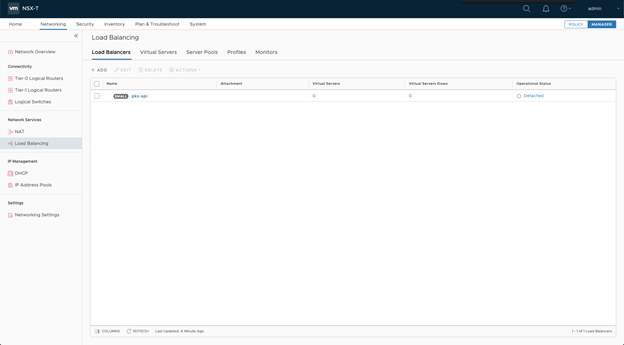 vm NSX-T
admin
Home Networking Security Inventory Plan & Troubleshoot System
POLICY MANAGER
Network Overview
Connectivity
Tier-0 Logical Routers
Tier-1 Logical Routers
Logical Switches
Network Services
NAT
Load Balancing
IP Management
DHCP
IP Address Pools
Settings
Networking Settings
Load Balancing
Load Balancers Virtual Servers Server Pools Profiles Monitors
+ ADD EDIT DELETE ACTIONS
Name Attachment Virtual Servers Virtual Servers Down Operational Status
SMALL pks-api 0 0 Detached
COLUMNS REFRESH Last Updated: A Minute Ago 1 - 1 of 1 Load Balancers